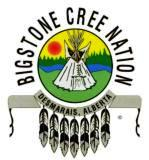 BIGSTONE CREE NATION
DESMARAIS, ALBERTA
©